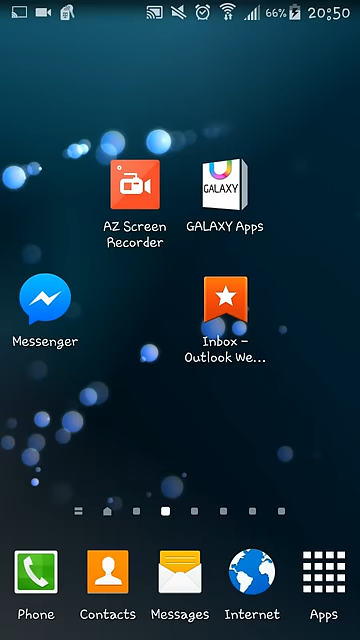 66% 20:50
GALAXY
AZ Screen
Recorder
GALAXY Apps
Messenger
Inbox –
Outlook We...
Phone
Contacts
Messages
Internet
Apps